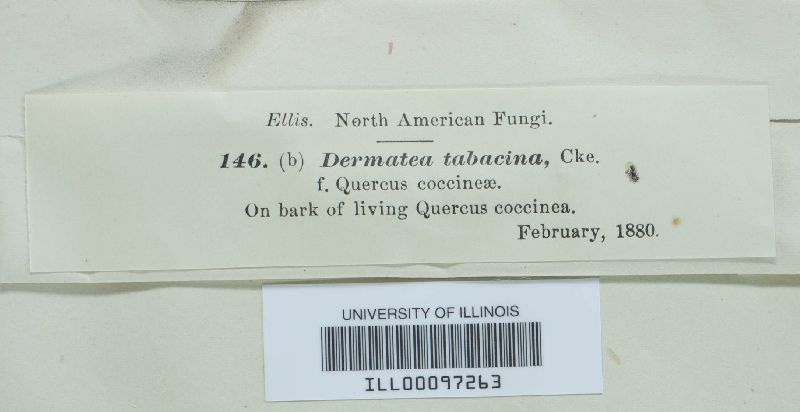 Ellis. North American Fungi.
146. (b) Dermatea tabacina, Cke.
f. Quercus coccineæ.
On bark of living Quercus coccinea.
February, 1880.
UNIVERSITY OF ILLINOIS
ILL00097263